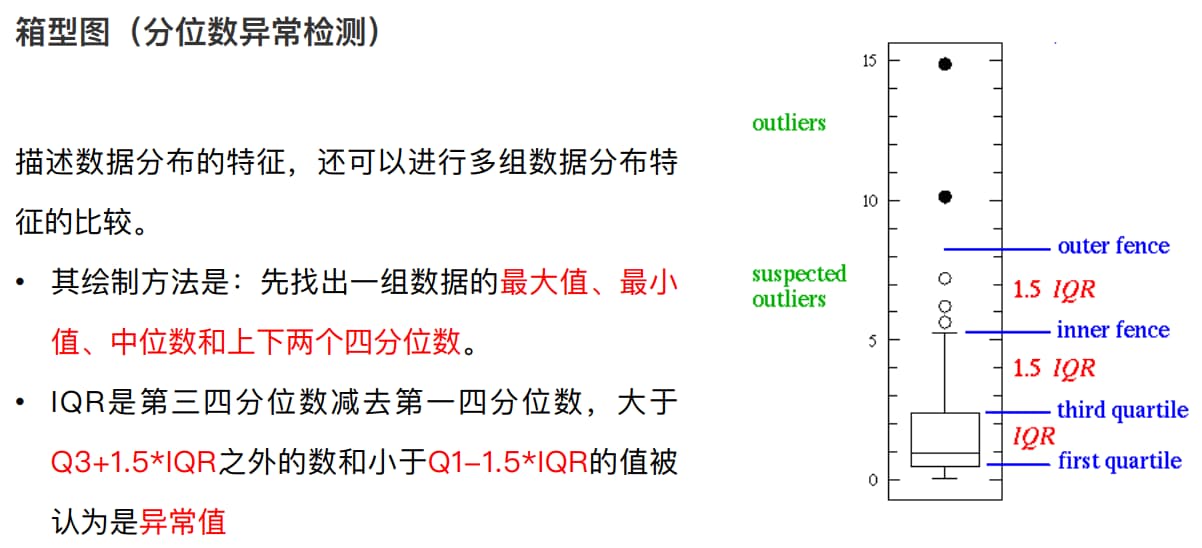 箱型图（分位数异常检测）
描述数据分布的特征，还可以进行多组数据分布特
征的比较。
• 其绘制方法是：先找出一组数据的最大值、最小
值、中位数和上下两个四分位数。
• IQR是第三四分位数减去第一四分位数，大于
Q3+1.5*IQR之外的数和小于Q1–1.5*IQR的值被
认为是异常值
15
outliers
10
outer fence
suspected
outliers
1.5 IQR
inner fence
5
1.5 IQR
third quartile
IQR
first quartile
0